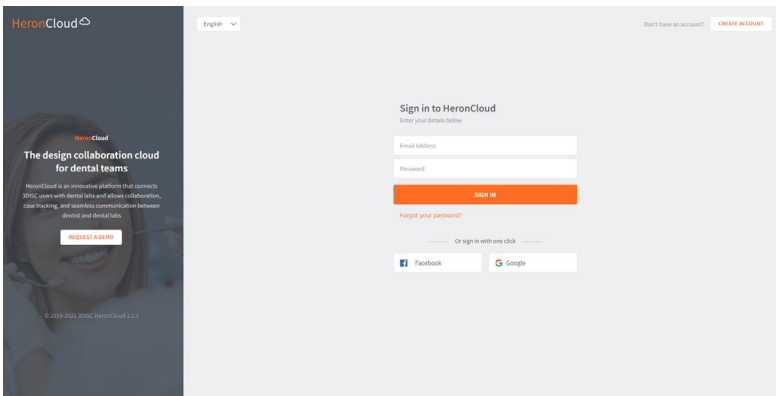 HeronCloud
English
Don't have an account?
CREATE ACCOUNT
HeronCloud
The design collaboration cloud
for dental teams
HeronCloud is an innovative platform that connects
3DISC users with dental labs and allows collaboration,
case tracking, and seamless communication between
dentist and dental labs
REQUEST A DEMO
© 2019-2022 3DISC HeronCloud 1.1.1
Sign in to HeronCloud
Enter your details below
Email Address
Password
SIGN IN
Forgot your password?
Or sign in with one click
Facebook
Google